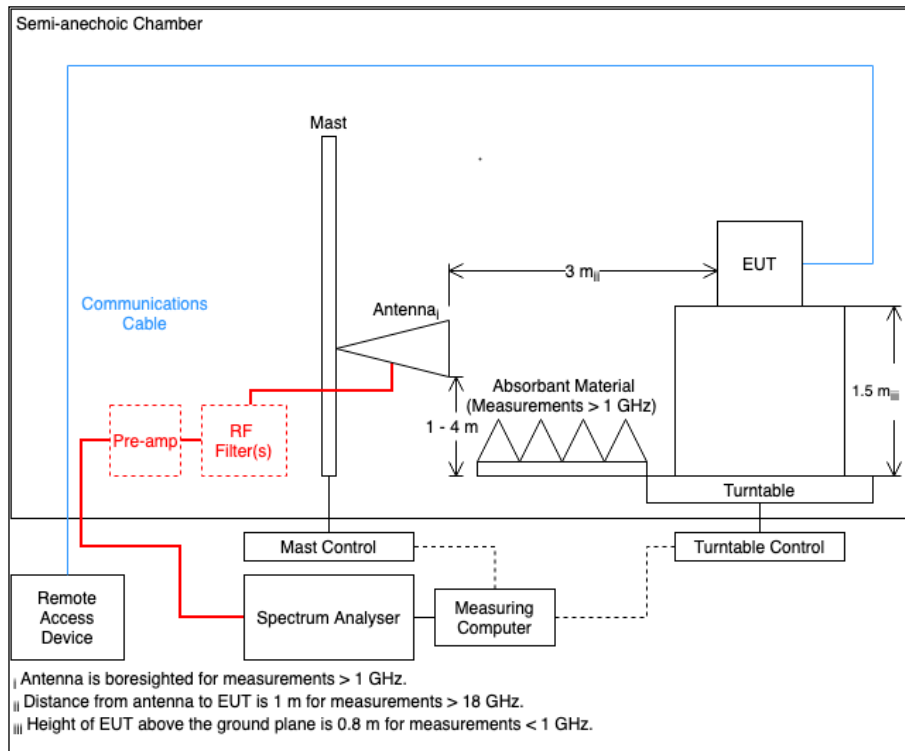 Semi-anechoic Chamber
Mast
EUT
3 m ii
Communications
Cable
Antenna i
Absorbant Material
(Measurements > 1 GHz)
1.5 m iii
1 - 4 m
Pre-amp
RF
Filter(s)
Turntable
Mast Control
Turntable Control
Remote
Access
Device
Spectrum Analyser
Measuring
Computer
i Antenna is boresighted for measurements > 1 GHz.
ii Distance from antenna to EUT is 1 m for measurements > 18 GHz.
iii Height of EUT above the ground plane is 0.8 m for measurements < 1 GHz.